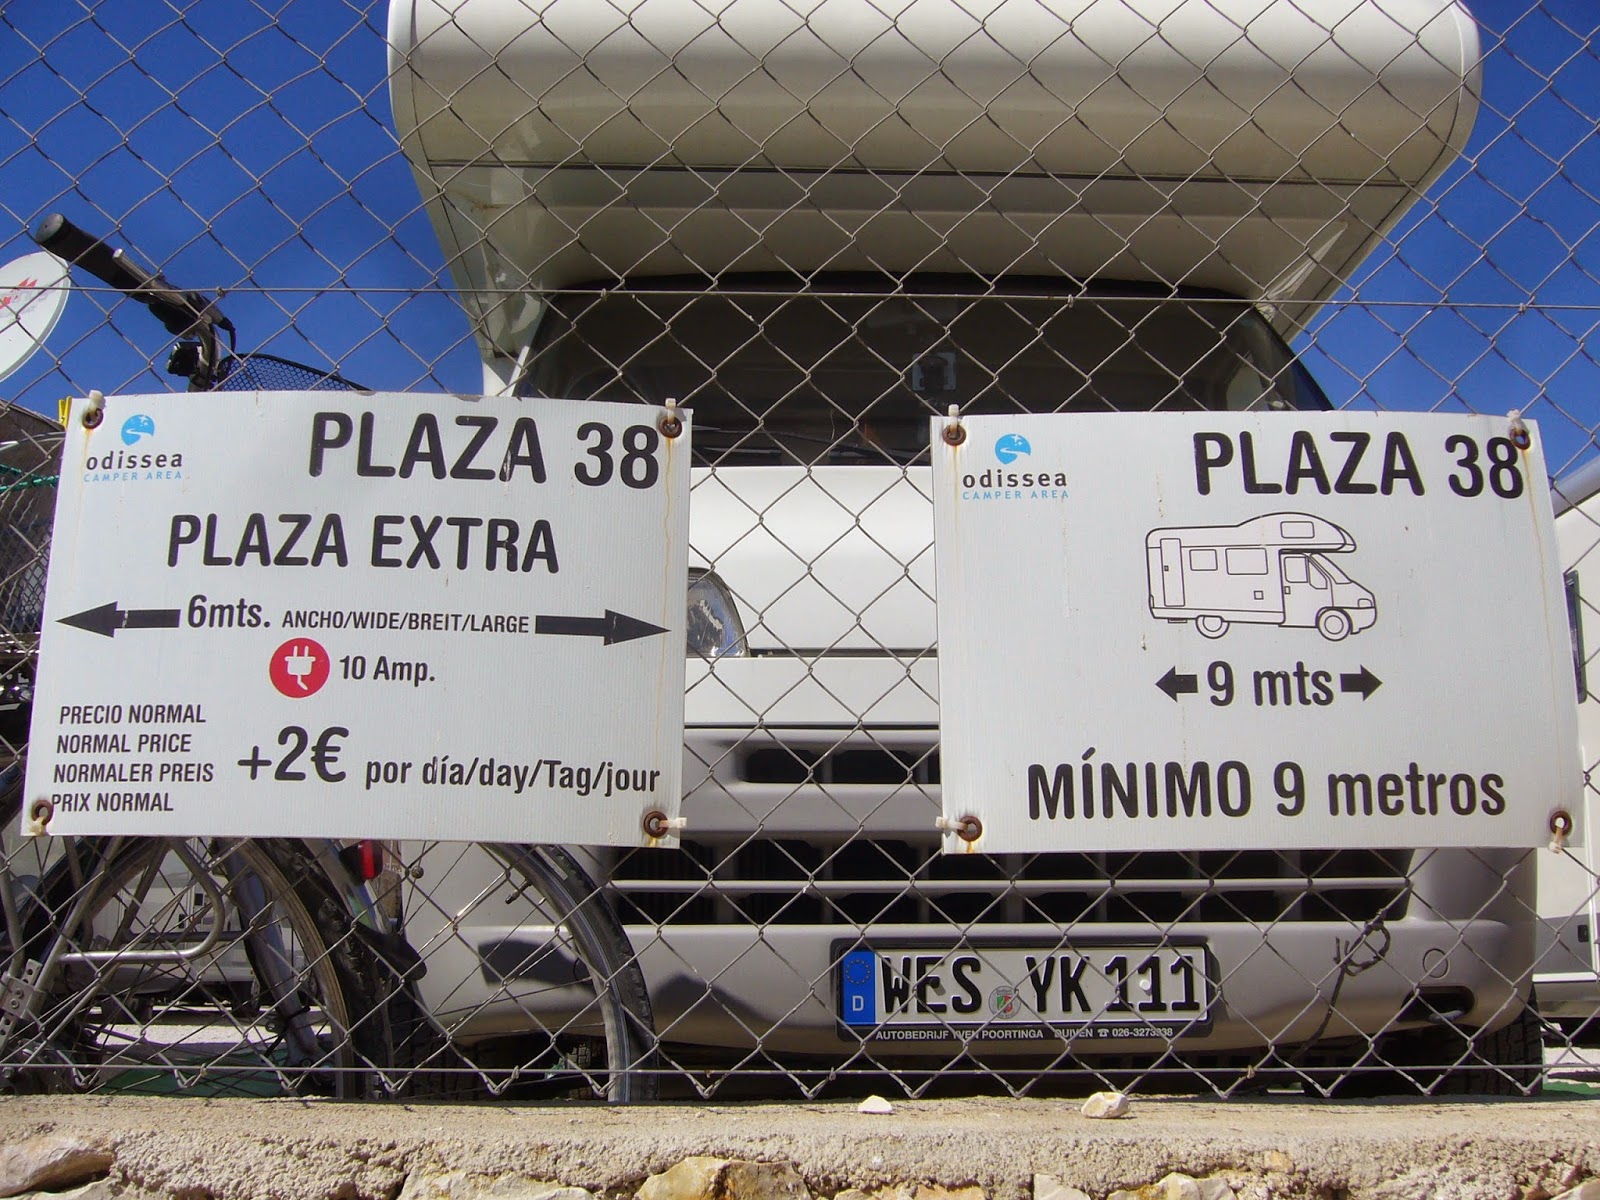 odissea
CAMPER AREA
PLAZA 38
PLAZA EXTRA
6mts. ANCHO/WIDE/BREIT/LARGE
10 Amp.
PRECIO NORMAL
NORMAL PRICE
NORMALER PREIS
PRIX NORMAL
+2€ por día/day/Tag/jour
odissea
CAMPER AREA
PLAZA 38
9 mts
MÍNIMO 9 metros
D
WES YK 111
AUTOBEDRIJF POORTINGA DUIVEN ☎